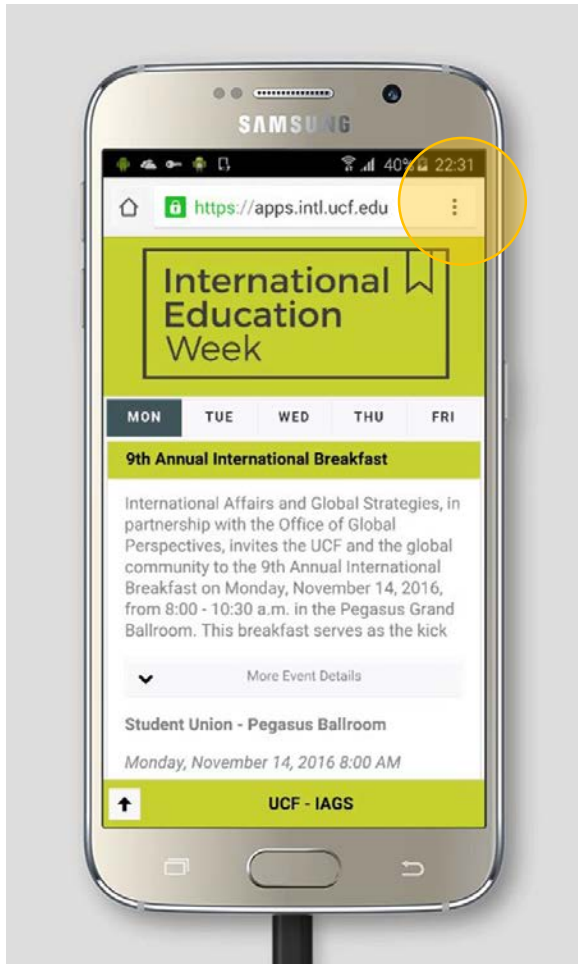 SAMSUNG
40% 22:31
https://apps.intl.ucf.edu
International
Education
Week
MON TUE WED THU FRI
9th Annual International Breakfast
International Affairs and Global Strategies, in
partnership with the Office of Global
Perspectives, invites the UCF and the global
community to the 9th Annual International
Breakfast on Monday, November 14, 2016,
from 8:00 - 10:30 a.m. in the Pegasus Grand
Ballroom. This breakfast serves as the kick
More Event Details
Student Union - Pegasus Ballroom
Monday, November 14, 2016 8:00 AM
UCF - IAGS